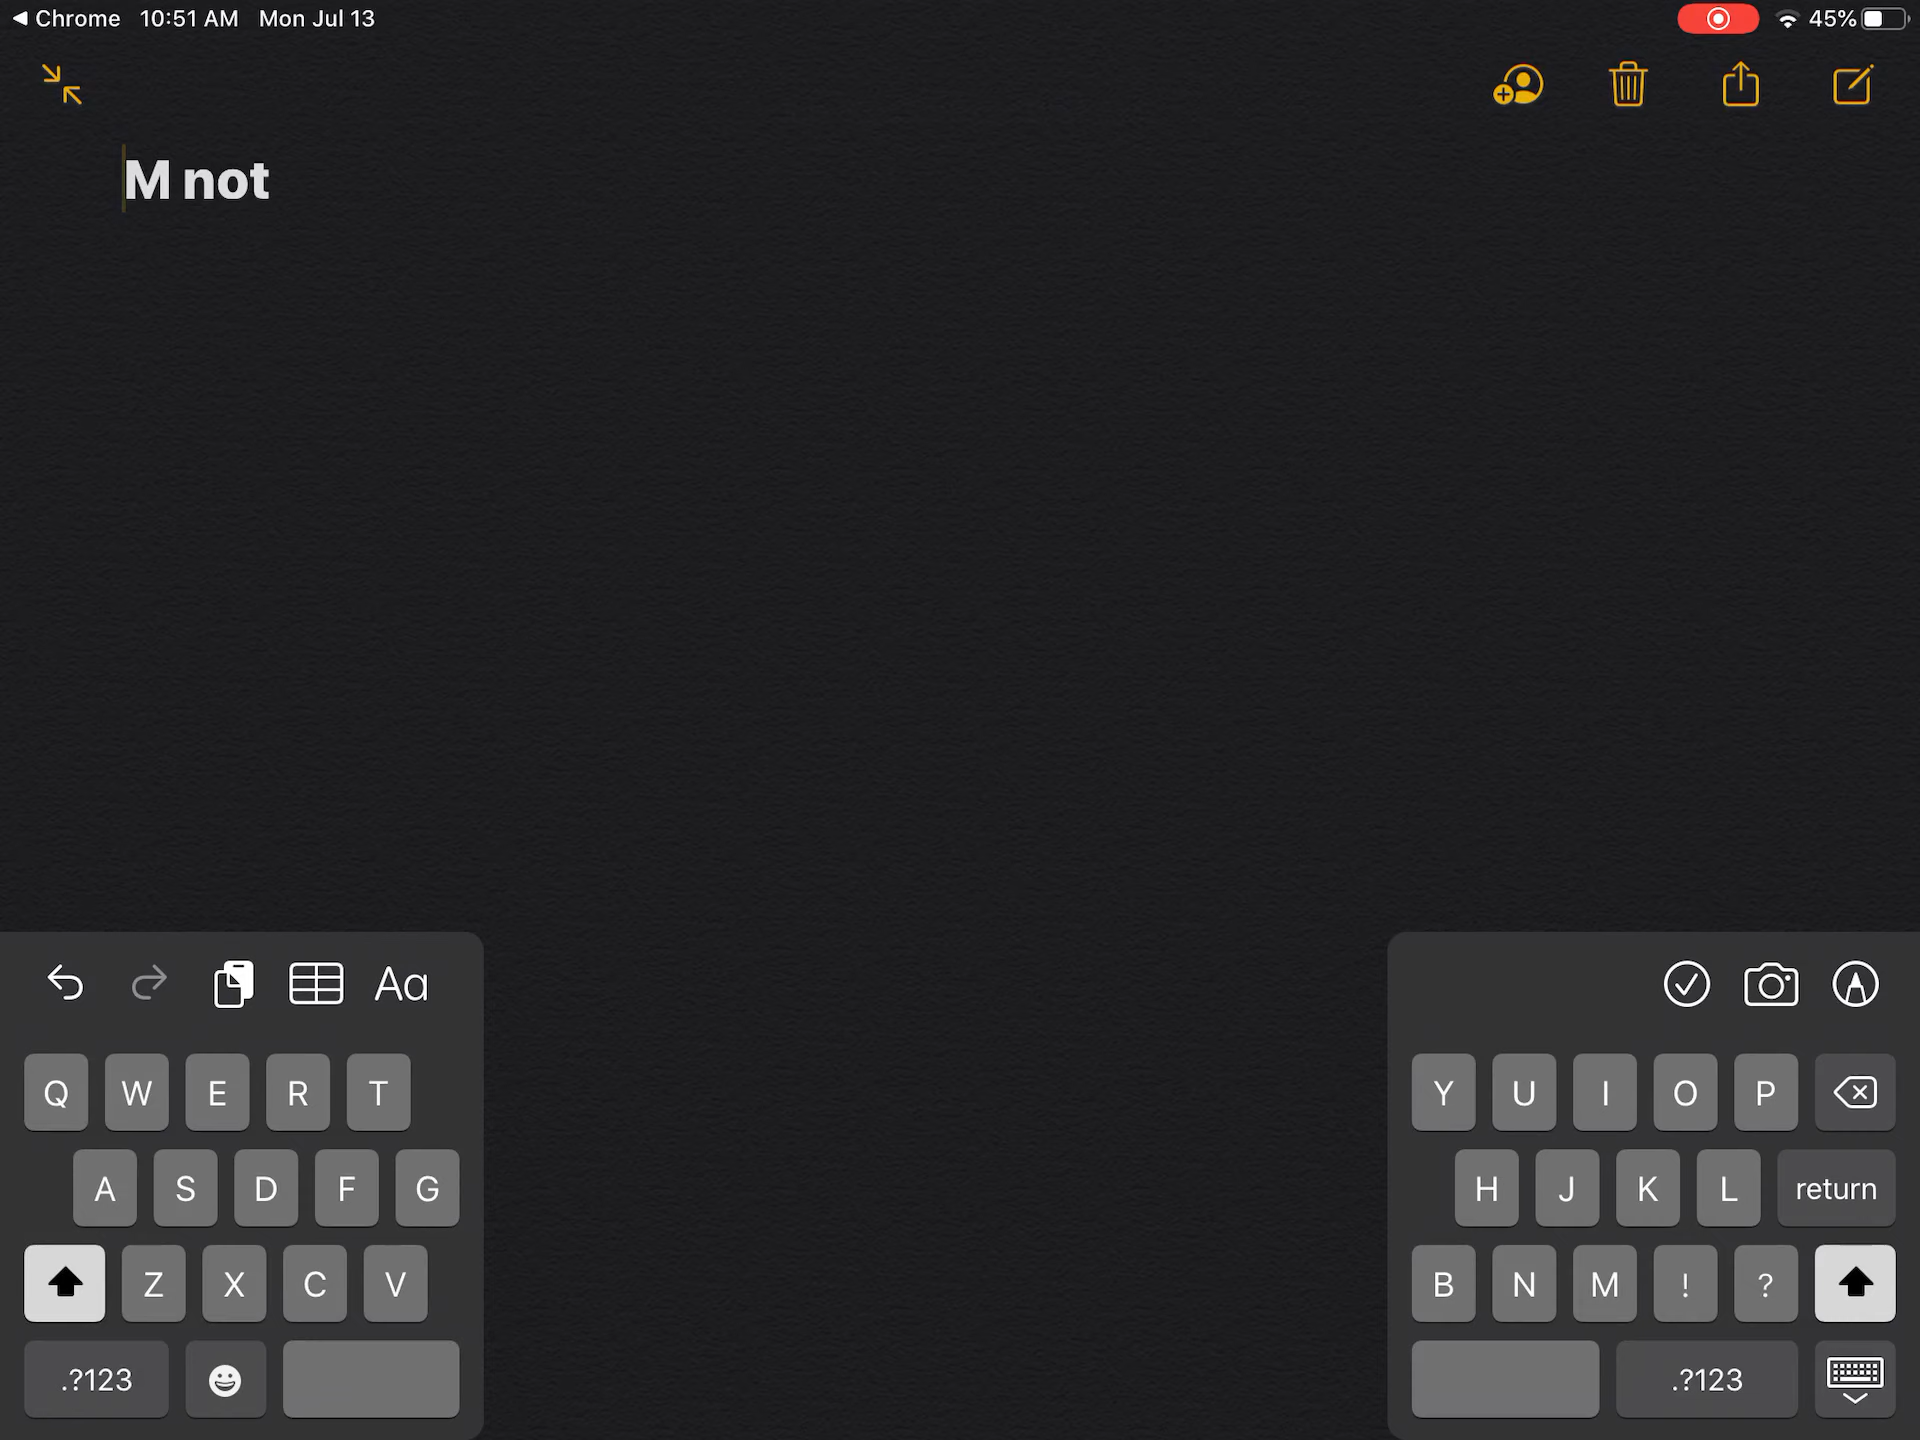 Chrome 10:51 AM Mon Jul 13 45%
M not
Aa
Q W E R T Y U I O P
A S D F G H J K L return
Z X C V B N M ! ?
.?123 .?123